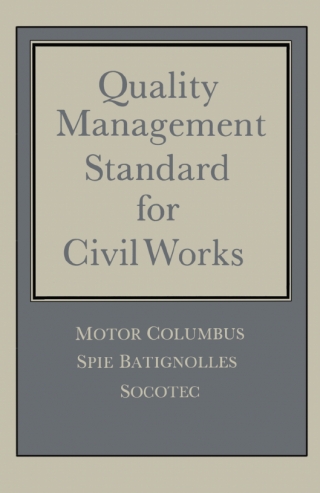 Quality
Management
Standard
for
Civil Works
MOTOR COLUMBUS
SPIE BATIGNOLLES
SOCOTEC